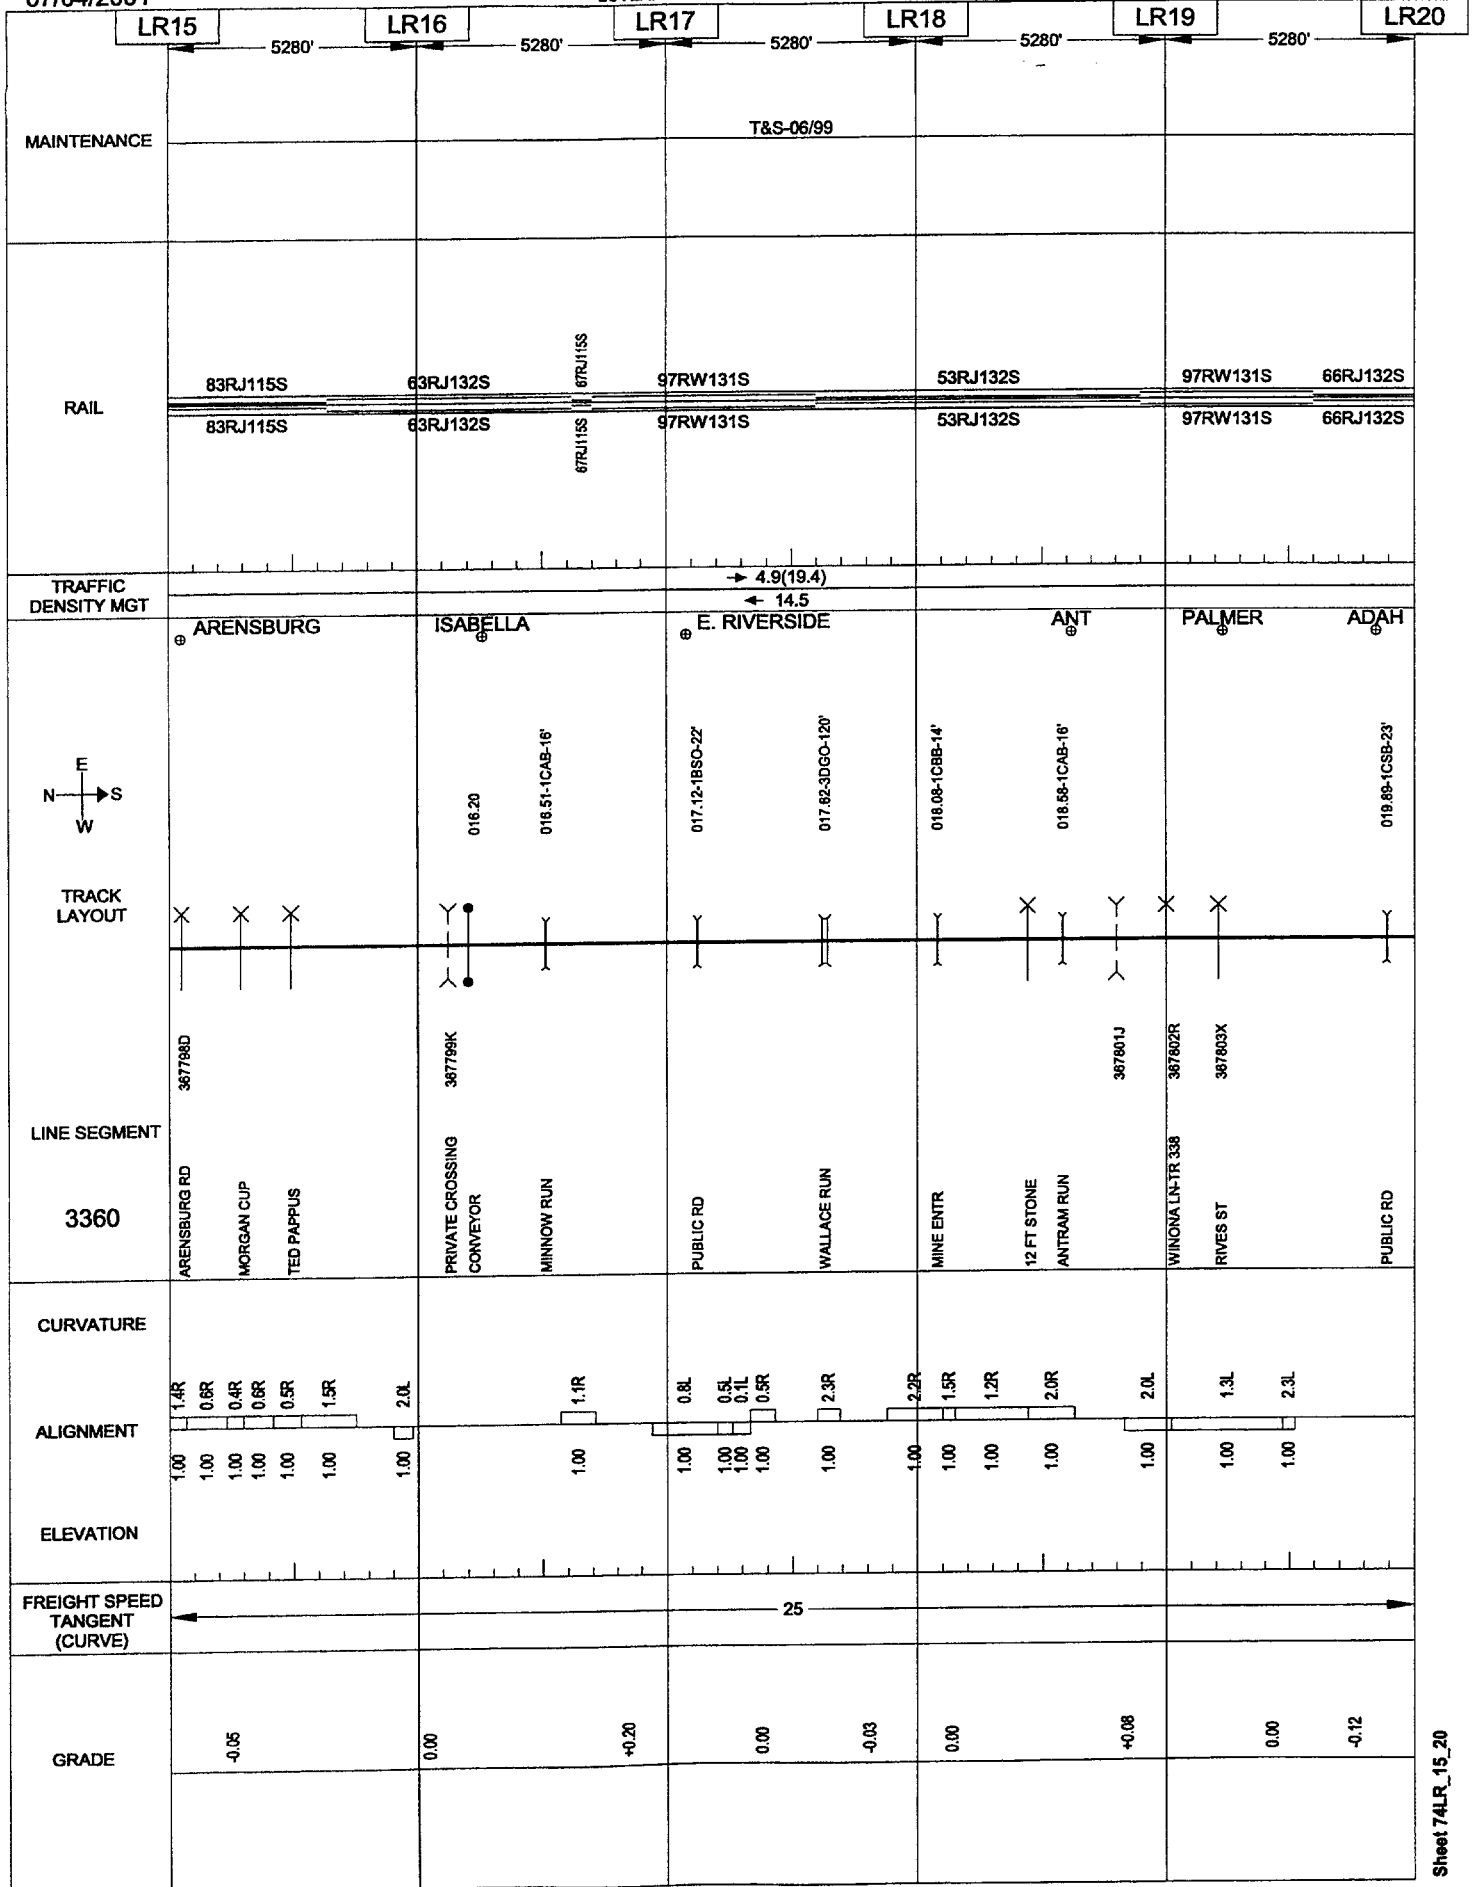 LR15 LR16 LR17 LR18 LR19 LR20
5280' 5280' 5280' 5280' 5280'
MAINTENANCE
T&S-06/99
RAIL
83RJ115S 63RJ132S 67RJ115S 97RW131S 53RJ132S 97RW131S 66RJ132S
83RJ115S 63RJ132S 67RJ115S 97RW131S 53RJ132S 97RW131S 66RJ132S
TRAFFIC
DENSITY MGT
4.9(19.4)
14.5
ARENSBURG ISABELLA E. RIVERSIDE ANT PALMER ADAH
E
N S
W
016.20 016.51-1CAB-16' 017.12-1BSO-22' 017.62-3DGO-120' 018.08-1CBB-14' 018.58-1CAB-16' 019.89-1CSB-23'
TRACK
LAYOUT
367798D 367799K 367801J 367802R 367803X
LINE SEGMENT
3360
ARENSBURG RD
MORGAN CUP
TED PAPPUS
PRIVATE CROSSING
CONVEYOR
MINNOW RUN
PUBLIC RD
WALLACE RUN
MINE ENTR
12 FT STONE
ANTRAM RUN
WINONA LN-TR 338
RIVES ST
PUBLIC RD
CURVATURE
1.4R 0.6R 0.4R 0.6R 0.5R 1.5R 2.0L 1.1R 0.8L 0.5L 0.1L 0.5R 2.3R 2.2R 1.5R 1.2R 2.0R 2.0L 1.3L 2.3L
ALIGNMENT
1.00 1.00 1.00 1.00 1.00 1.00 1.00 1.00 1.00 1.00 1.00 1.00 1.00 1.00 1.00 1.00 1.00 1.00 1.00 1.00
ELEVATION
FREIGHT SPEED
TANGENT
(CURVE)
25
GRADE
-0.05 0.00 +0.20 0.00 -0.03 0.00 +0.08 0.00 -0.12
Sheet 74LR_15_20